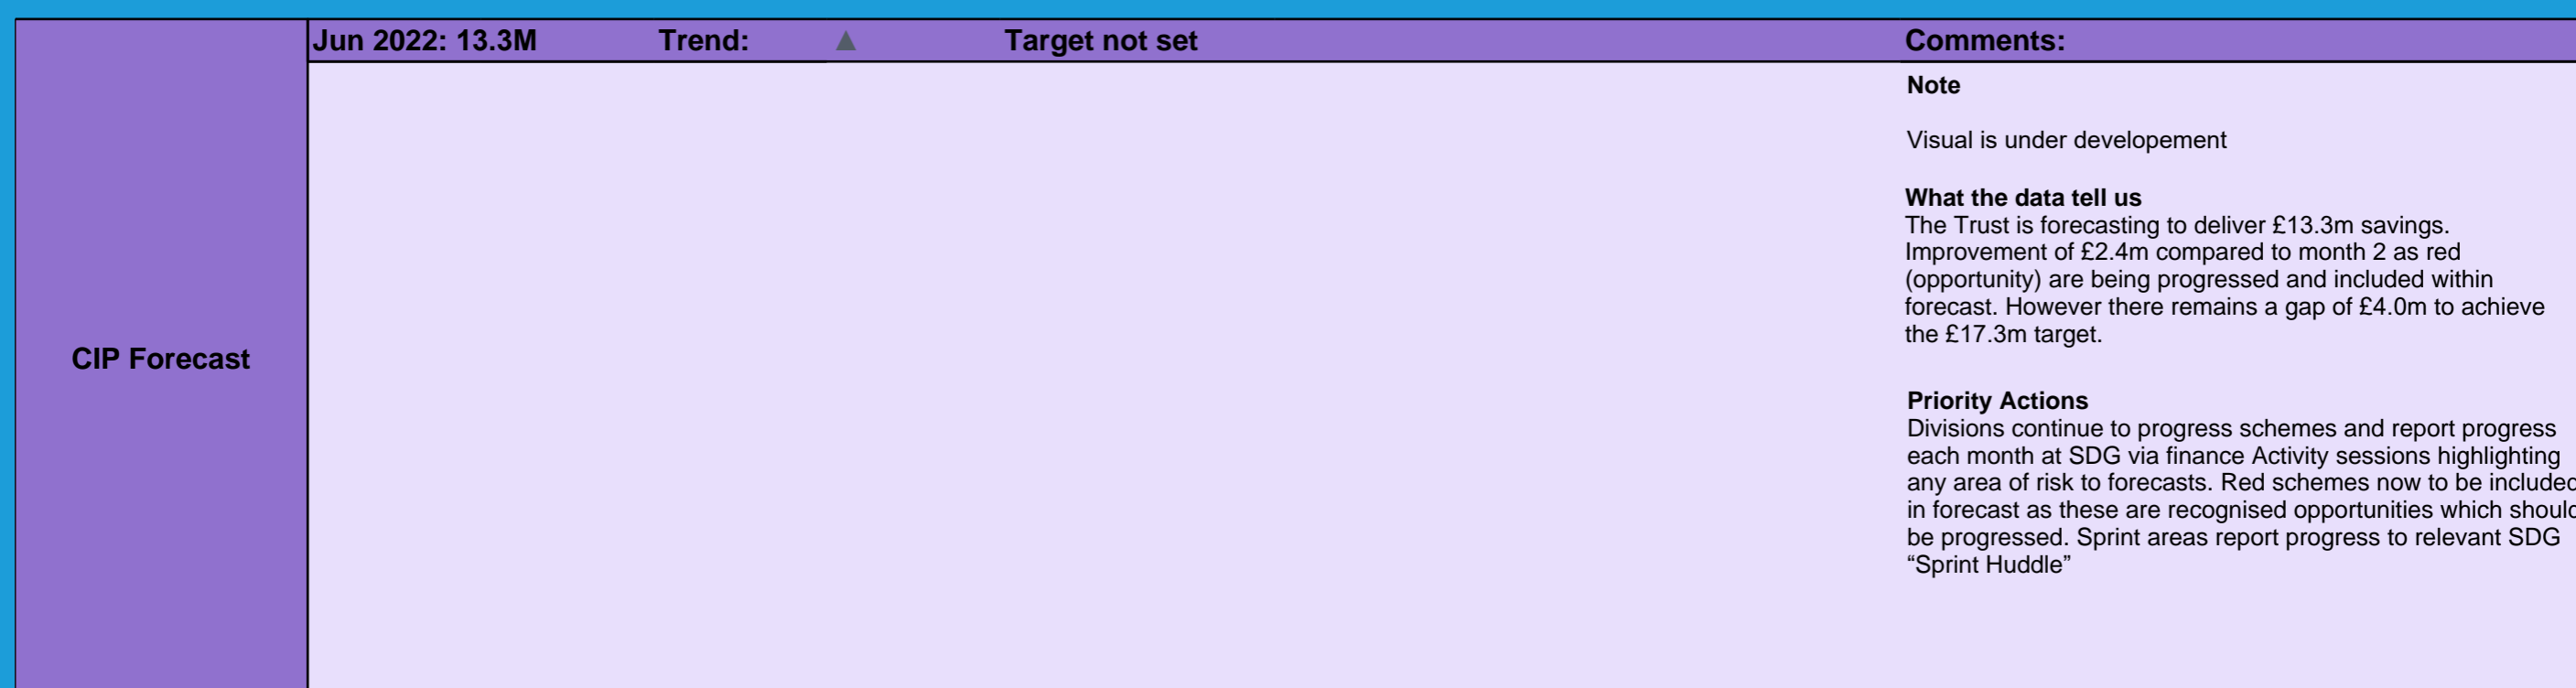 CIP Forecast
Jun 2022: 13.3M Trend: ▲ Target not set Comments:
Note
Visual is under developement
What the data tell us
The Trust is forecasting to deliver £13.3m savings.
Improvement of £2.4m compared to month 2 as red
(opportunity) are being progressed and included within
forecast. However there remains a gap of £4.0m to achieve
the £17.3m target.
Priority Actions
Divisions continue to progress schemes and report progress
each month at SDG via finance Activity sessions highlighting
any area of risk to forecasts. Red schemes now to be included
in forecast as these are recognised opportunities which should
be progressed. Sprint areas report progress to relevant SDG
“Sprint Huddle”